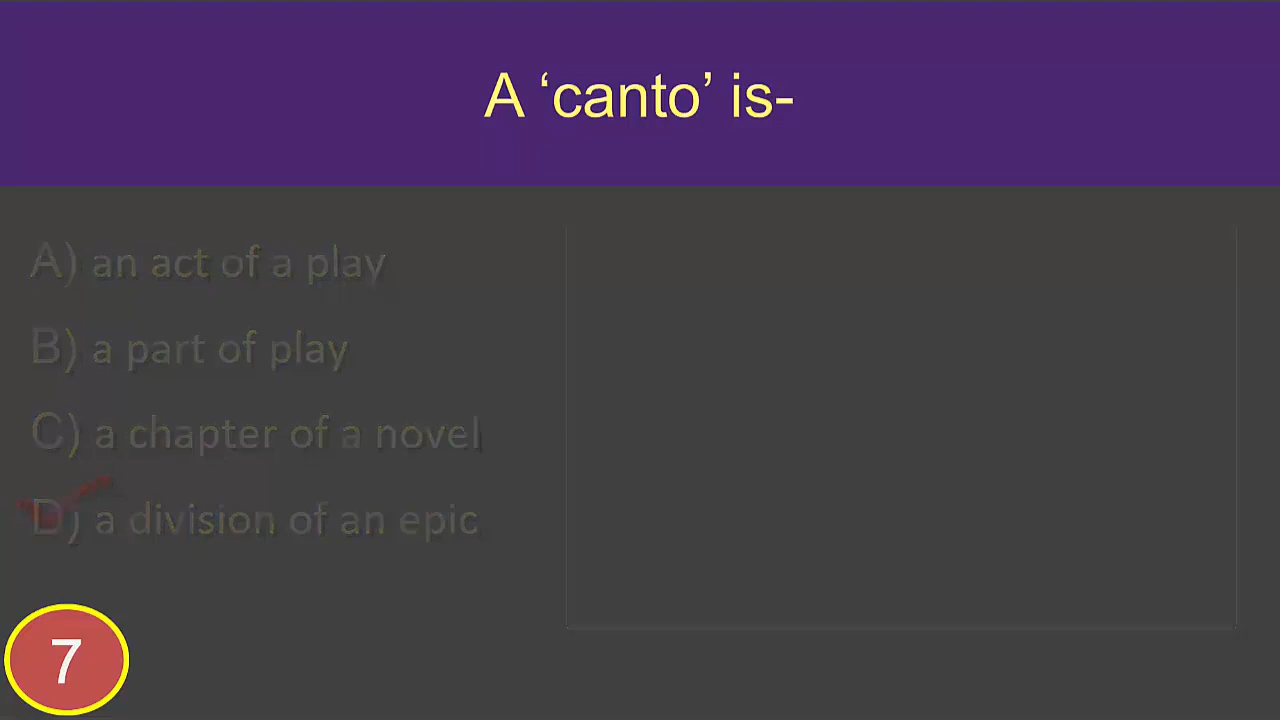 A ‘canto’ is-
A) an act of a play
B) a part of play
C) a chapter of a novel
D) a division of an epic
7